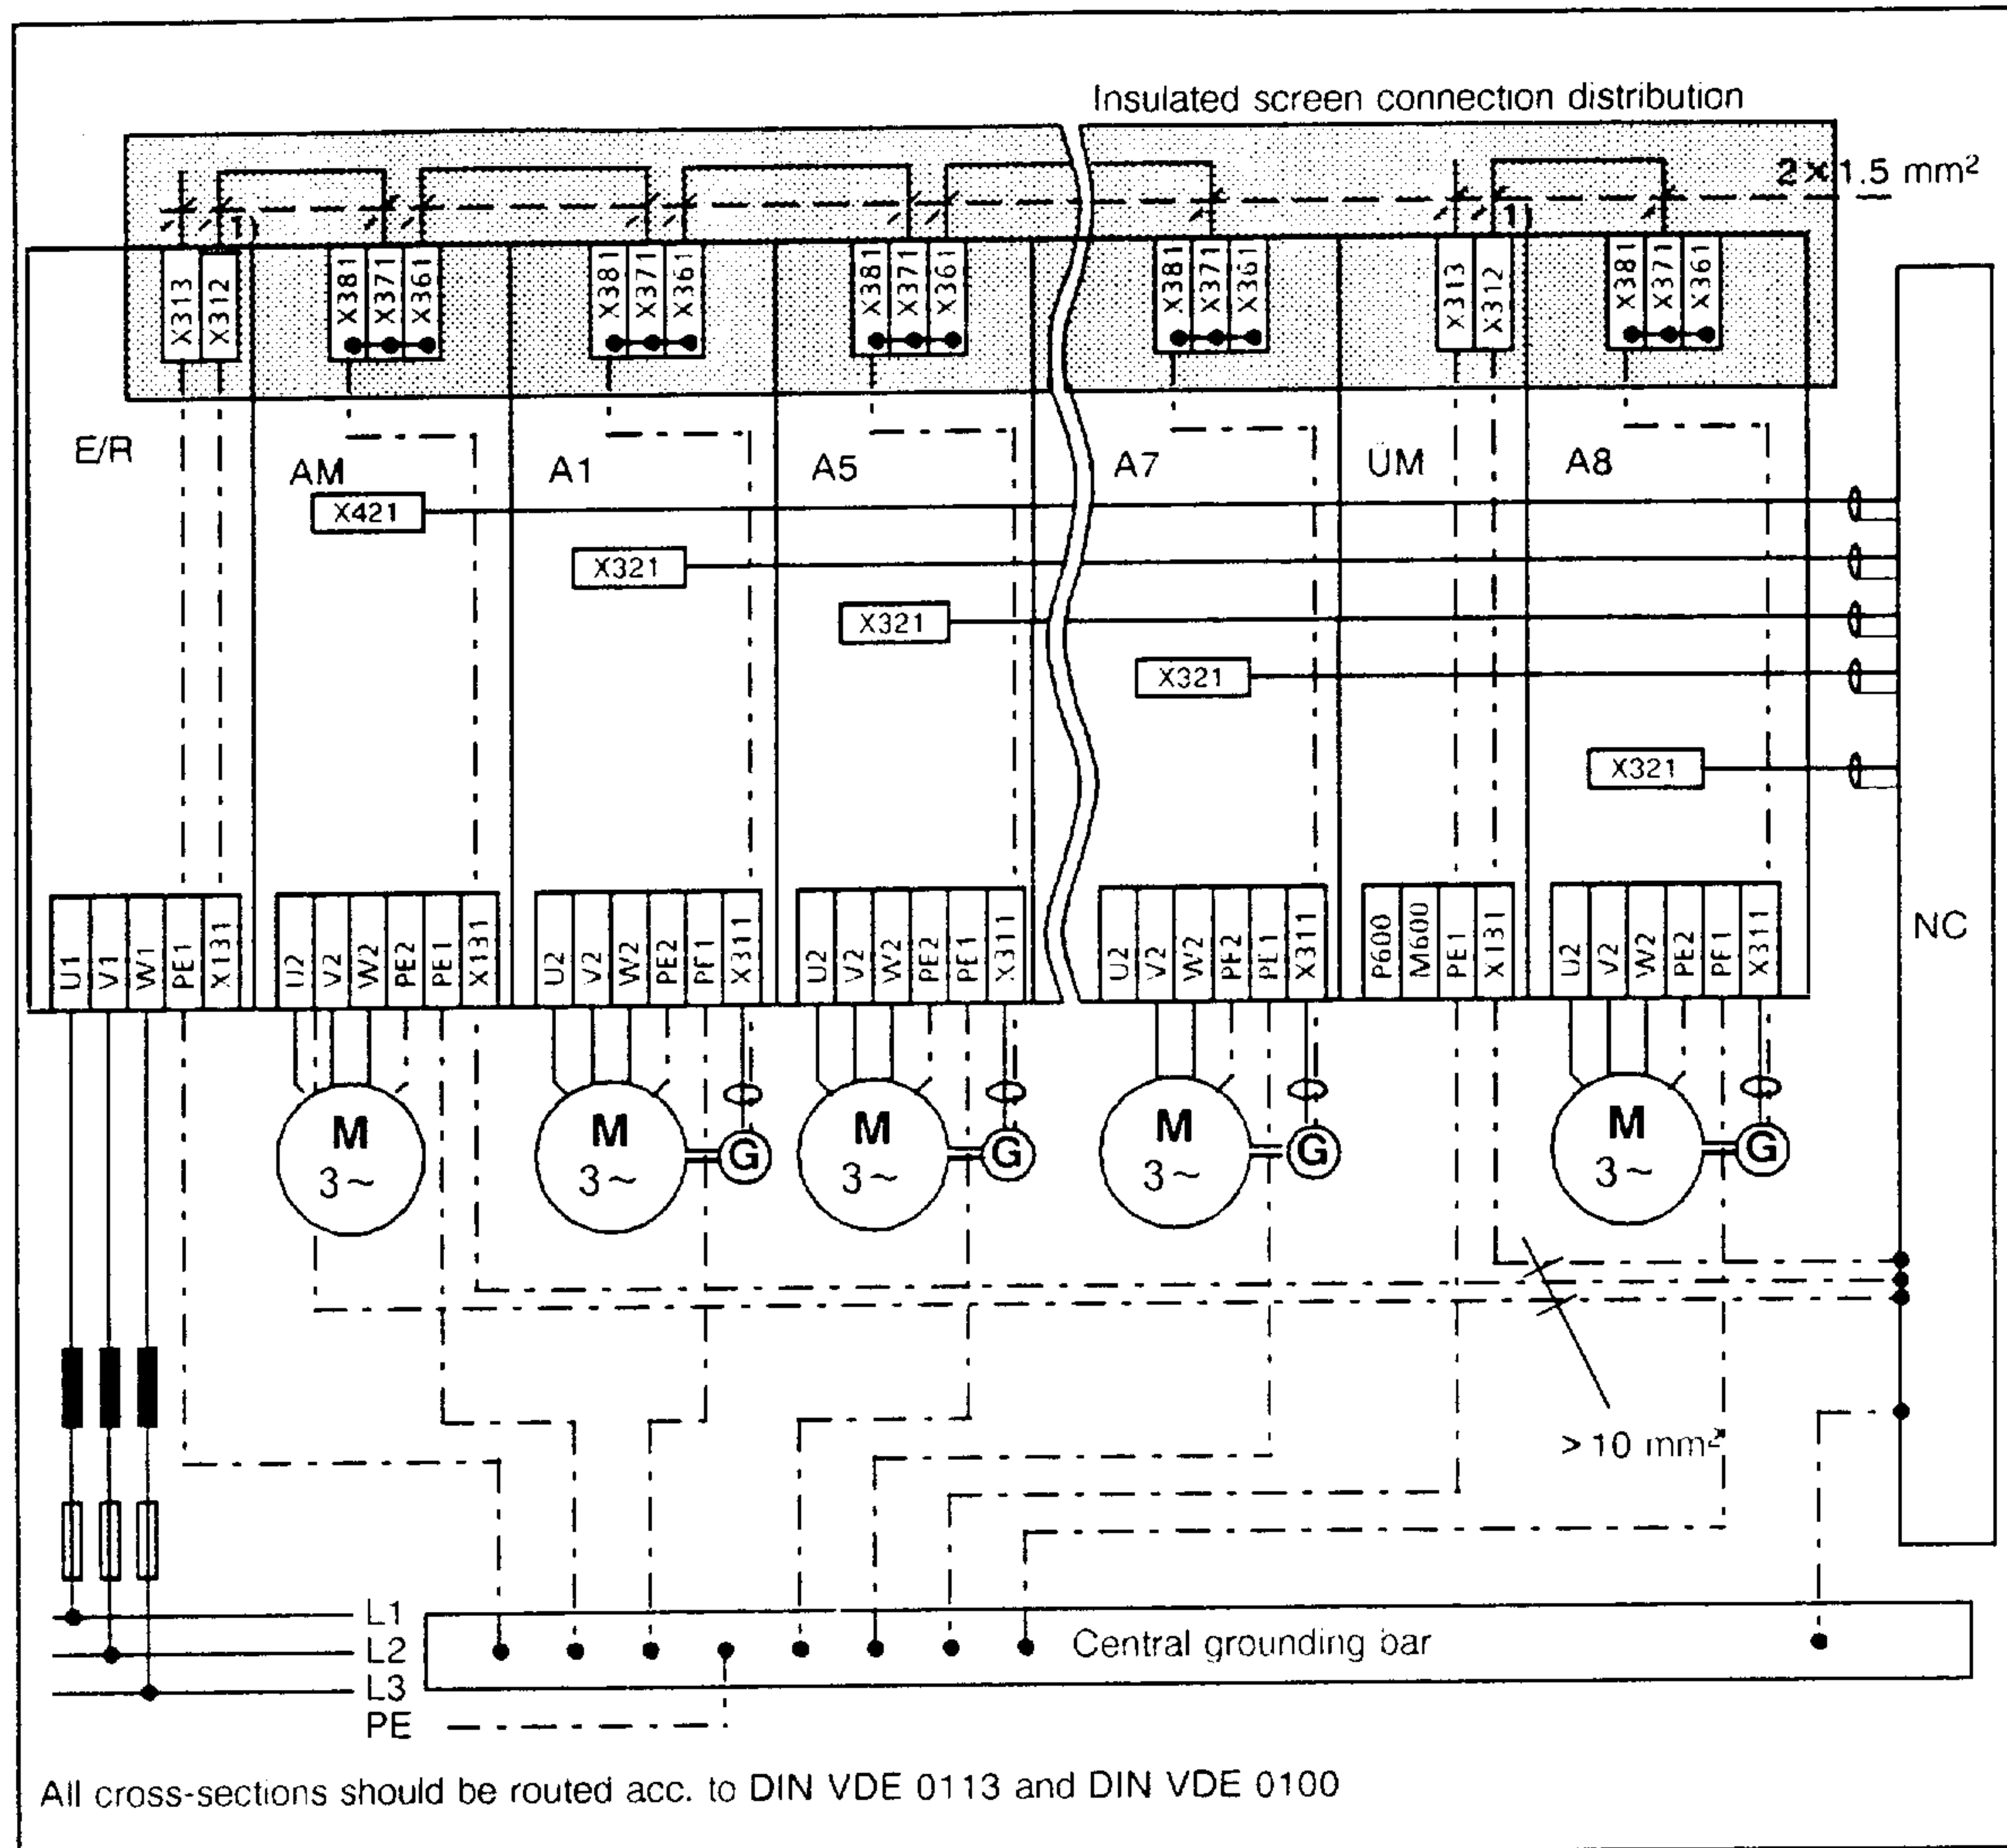 Insulated screen connection distribution
2 × 1.5 mm²
1) 1)
X313 X312 X381 X371 X361 X381 X371 X361 X381 X371 X361 X381 X371 X361 X313 X312 X381 X371 X361
E/R AM A1 A5 A7 ÜM A8
X421
X321
X321
X321
X321
NC
U1 V1 W1 PE1 X131 U2 V2 W2 PE2 PE1 X131 U2 V2 W2 PE2 PE1 X311 U2 V2 W2 PE2 PE1 X311 U2 V2 W2 PE2 PE1 X311 P600 M600 PE1 X131 U2 V2 W2 PE2 PE1 X311
M M M M M
G G G G
3~ 3~ 3~ 3~ 3~
> 10 mm²
L1
L2 Central grounding bar
L3
PE
All cross-sections should be routed acc. to DIN VDE 0113 and DIN VDE 0100